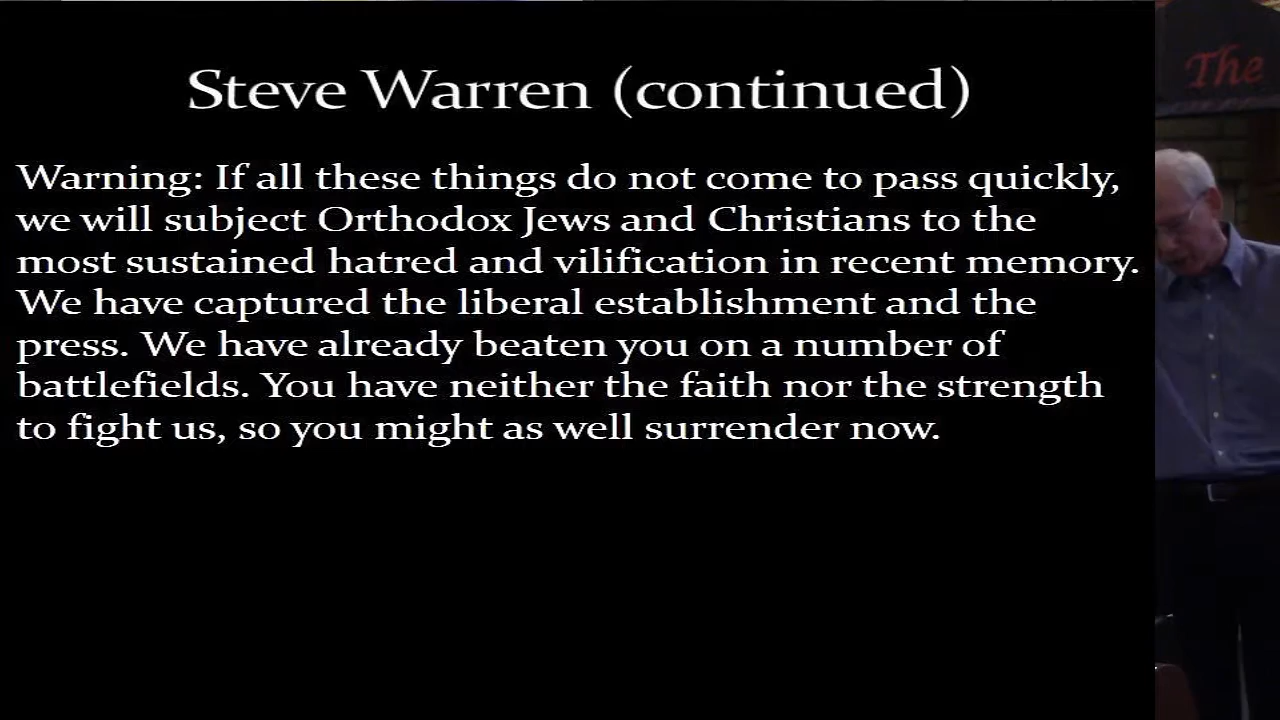 Steve Warren (continued)
Warning: If all these things do not come to pass quickly,
we will subject Orthodox Jews and Christians to the
most sustained hatred and vilification in recent memory.
We have captured the liberal establishment and the
press. We have already beaten you on a number of
battlefields. You have neither the faith nor the strength
to fight us, so you might as well surrender now.
The